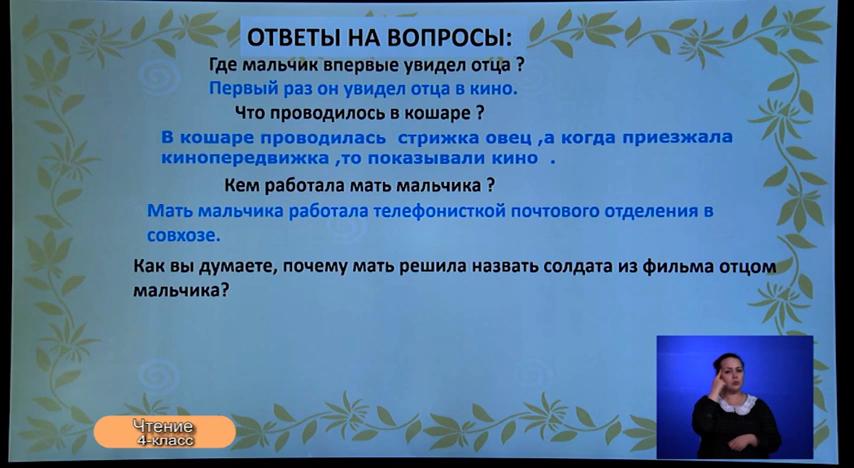 ОТВЕТЫ НА ВОПРОСЫ:
Где мальчик впервые увидел отца ?
Первый раз он увидел отца в кино.
Что проводилось в кошаре ?
В кошаре проводилась стрижка овец ,а когда приезжала
кинопередвижка ,то показывали кино .
Кем работала мать мальчика ?
Мать мальчика работала телефонисткой почтового отделения в
совхозе.
Как вы думаете, почему мать решила назвать солдата из фильма отцом
мальчика?
Чтение
4-класс